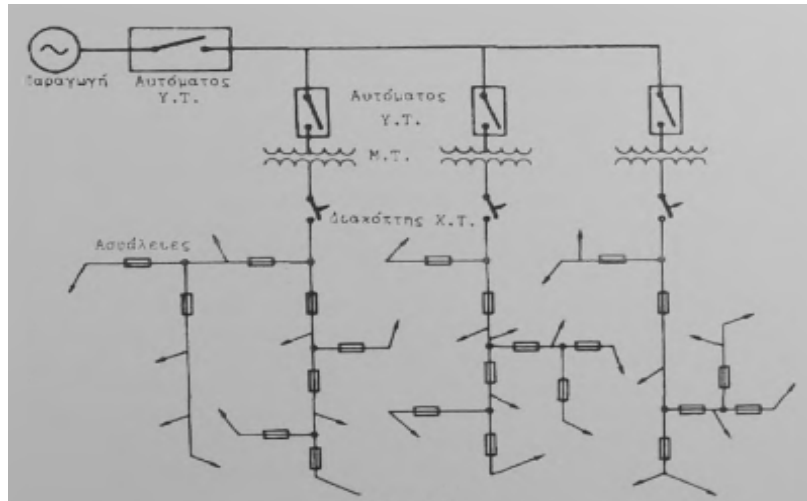 Παραγωγή
Αυτόματος
Υ.Τ.
Αυτόματος
Υ.Τ.
Μ.Τ.
Διακόπτης Χ.Τ.
Ασφάλειες